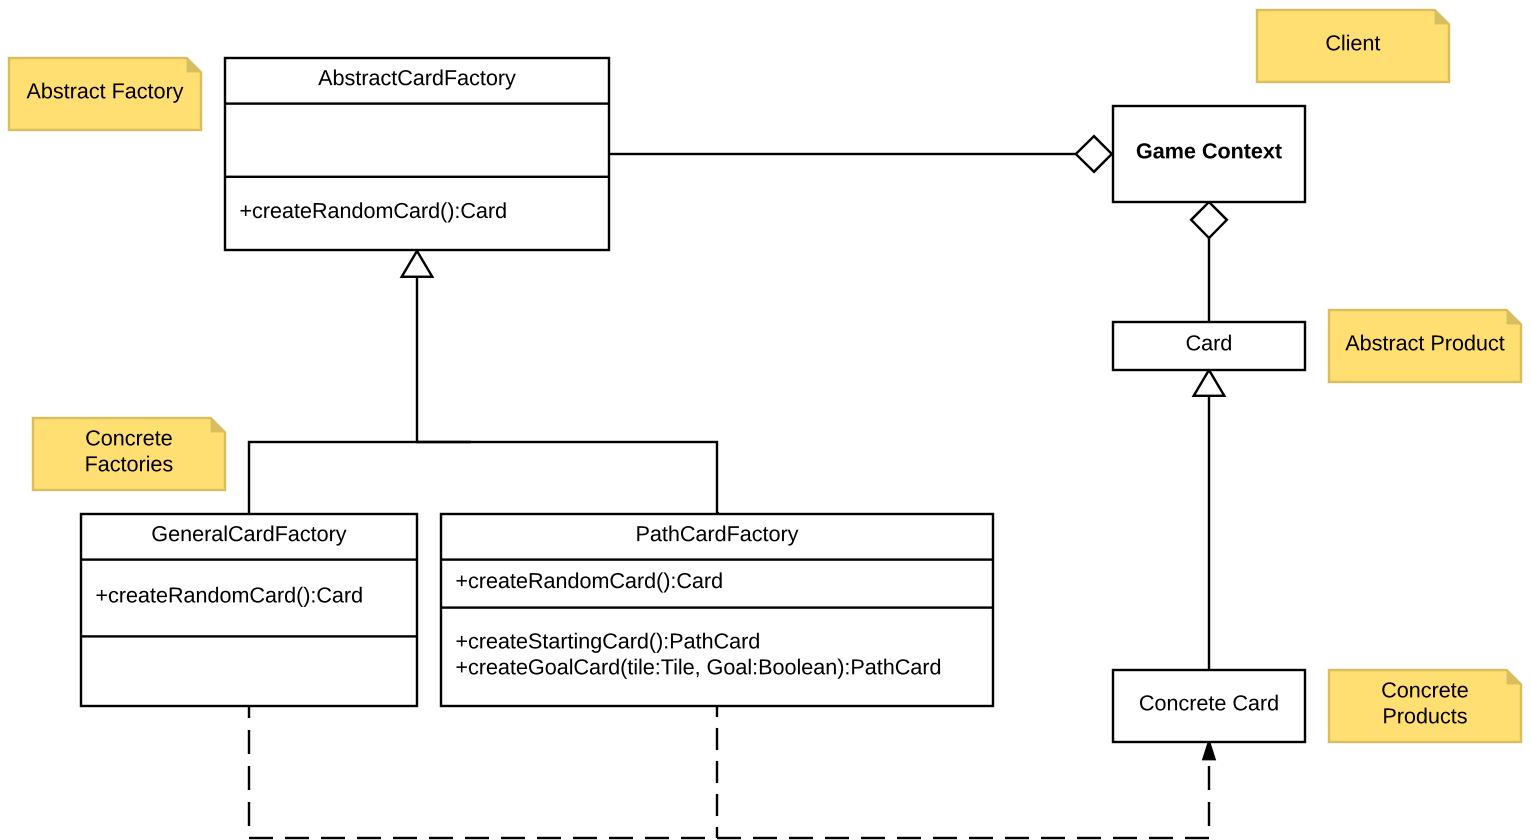 Client
Abstract Factory
AbstractCardFactory
+createRandomCard():Card
Game Context
Card
Abstract Product
Concrete
Factories
GeneralCardFactory
+createRandomCard():Card
PathCardFactory
+createRandomCard():Card
+createStartingCard():PathCard
+createGoalCard(tile:Tile, Goal:Boolean):PathCard
Concrete Card
Concrete
Products